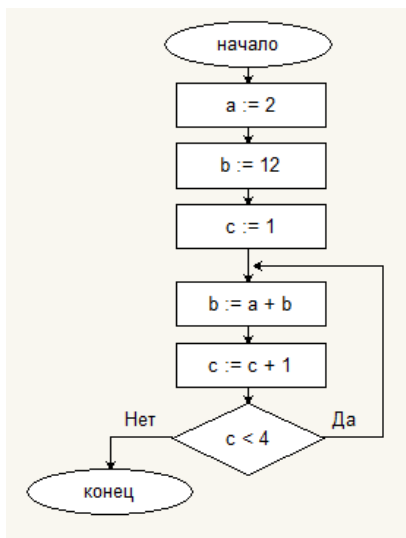 начало
a := 2
b := 12
c := 1
b := a + b
c := c + 1
Нет
Да
c < 4
конец